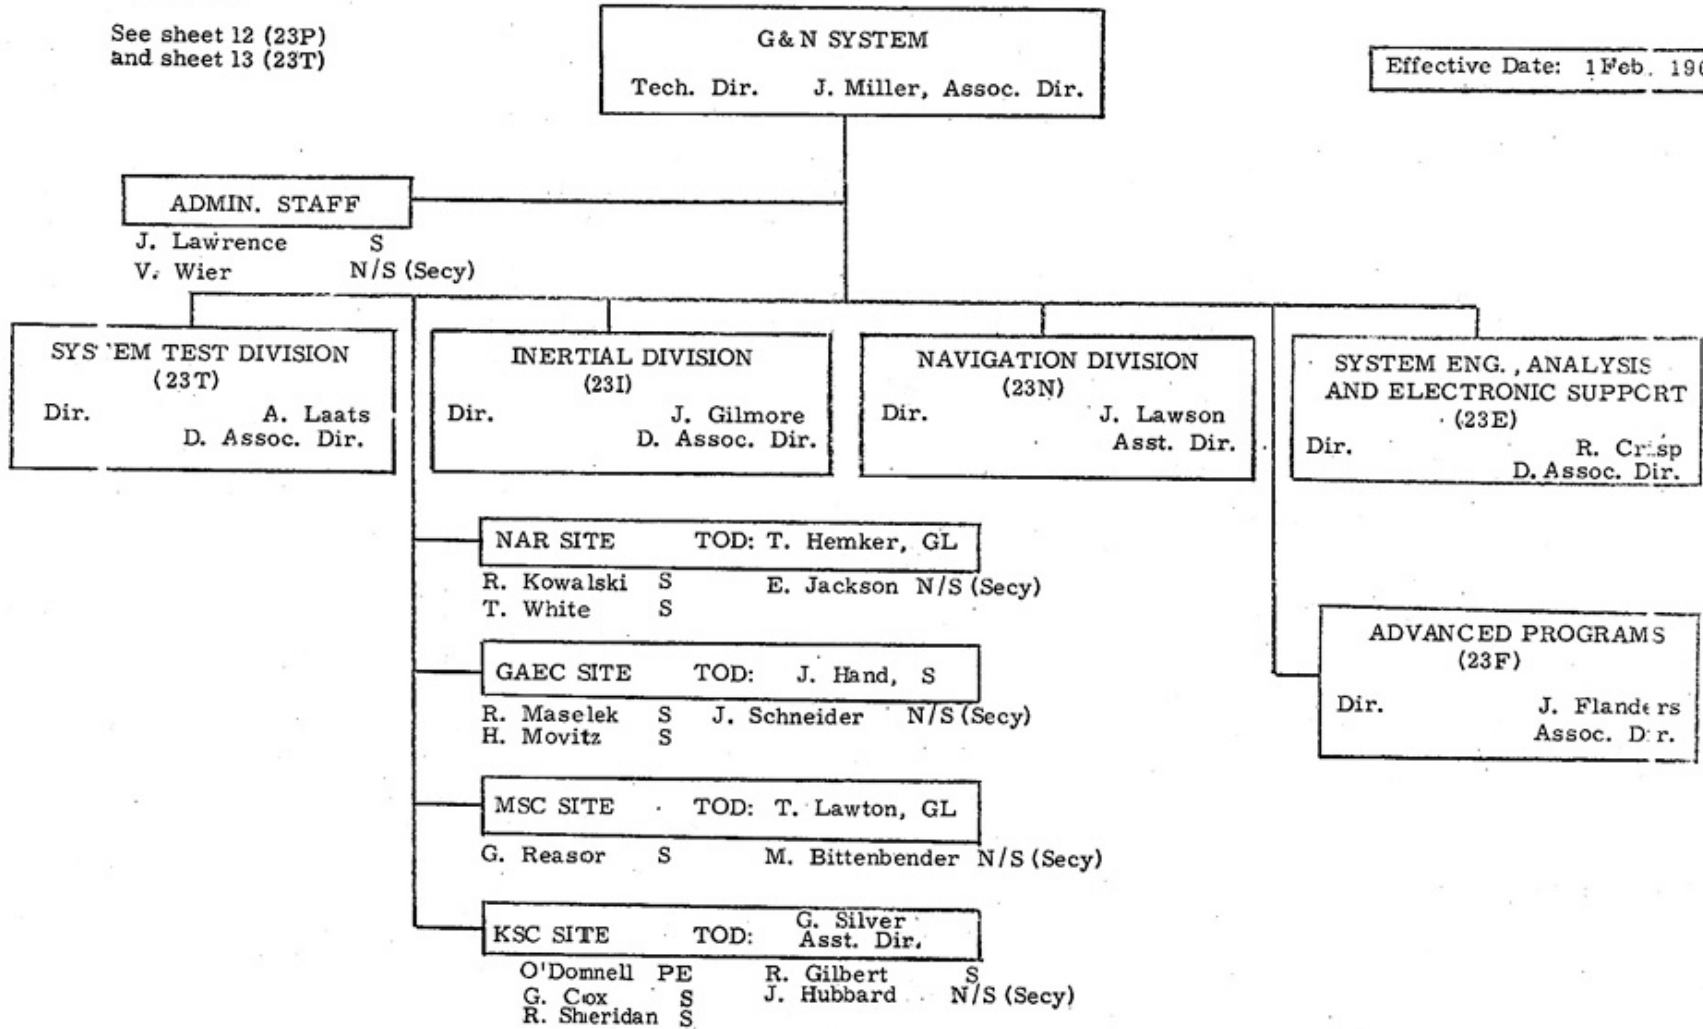 See sheet 12 (23P)
and sheet 13 (23T)
G&N SYSTEM
Tech. Dir. J. Miller, Assoc. Dir.
Effective Date: 1 Feb. 196
ADMIN. STAFF
J. Lawrence S
V. Wier N/S (Secy)
SYSTEM TEST DIVISION
(23T)
Dir. A. Laats
D. Assoc. Dir.
INERTIAL DIVISION
(23I)
Dir. J. Gilmore
D. Assoc. Dir.
NAVIGATION DIVISION
(23N)
Dir. J. Lawson
Asst. Dir.
SYSTEM ENG., ANALYSIS
AND ELECTRONIC SUPPORT
(23E)
Dir. R. Crisp
D. Assoc. Dir.
NAR SITE TOD: T. Hemker, GL
R. Kowalski S E. Jackson N/S (Secy)
T. White S
GAEC SITE TOD: J. Hand, S
R. Maselek S J. Schneider N/S (Secy)
H. Movitz S
MSC SITE TOD: T. Lawton, GL
G. Reasor S M. Bittenbender N/S (Secy)
KSC SITE TOD: G. Silver
Asst. Dir.
O'Donnell PE R. Gilbert S
G. Cox S J. Hubbard N/S (Secy)
R. Sheridan S
ADVANCED PROGRAMS
(23F)
Dir. J. Flanders
Assoc. Dir.